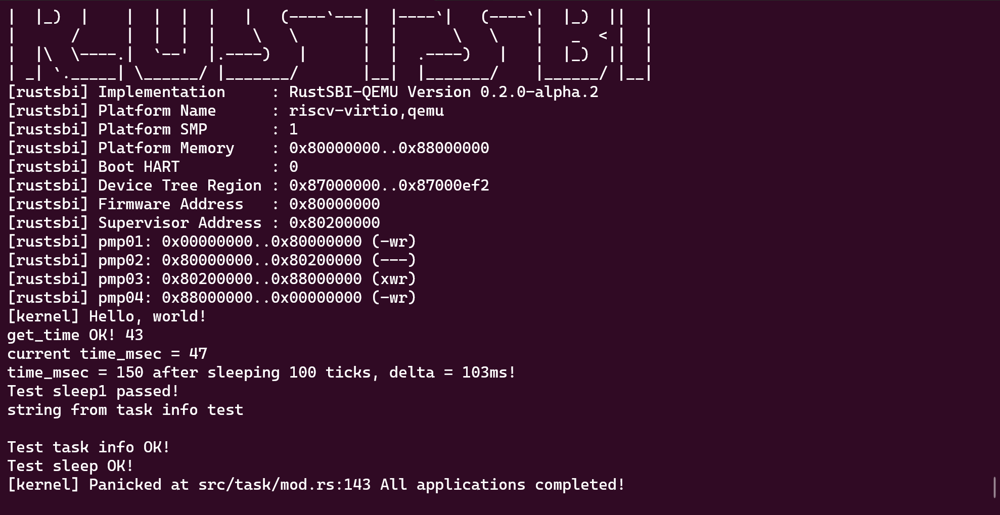 |  |_)  |    |  |  |  |   |   (----`---|  |----`|   (----`|  |_)  ||  |
|      /     |  |  |  |    \   \       |  |      \   \    |   _  < |  |
|  |\  \----.|  `--'  |.----)   |      |  |  .----)   |   |  |_)  ||  |
| _| `._____| \______/ |_______/       |__|  |_______/    |______/ |__|
[rustsbi] Implementation     : RustSBI-QEMU Version 0.2.0-alpha.2
[rustsbi] Platform Name      : riscv-virtio,qemu
[rustsbi] Platform SMP       : 1
[rustsbi] Platform Memory    : 0x80000000..0x88000000
[rustsbi] Boot HART          : 0
[rustsbi] Device Tree Region : 0x87000000..0x87000ef2
[rustsbi] Firmware Address   : 0x80000000
[rustsbi] Supervisor Address : 0x80200000
[rustsbi] pmp01: 0x00000000..0x80000000 (-wr)
[rustsbi] pmp02: 0x80000000..0x80200000 (---)
[rustsbi] pmp03: 0x80200000..0x88000000 (xwr)
[rustsbi] pmp04: 0x88000000..0x00000000 (-wr)
[kernel] Hello, world!
get_time OK! 43
current time_msec = 47
time_msec = 150 after sleeping 100 ticks, delta = 103ms!
Test sleep1 passed!
string from task info test

Test task info OK!
Test sleep OK!
[kernel] Panicked at src/task/mod.rs:143 All applications completed!